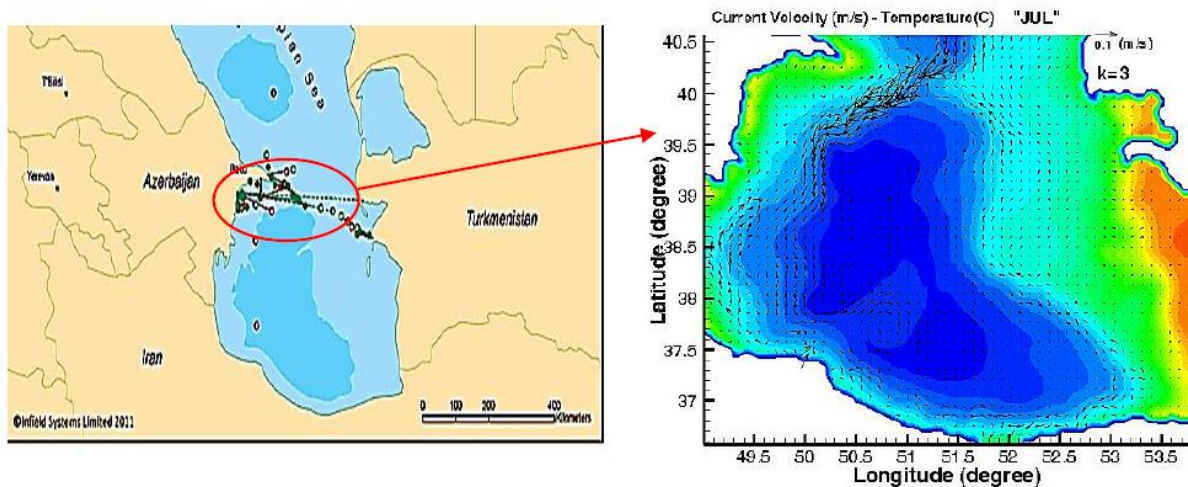 Caspian Sea
Tbilisi
Yerevan
Azerbaijan
Baku
Turkmenistan
Iran
0 100 200 400
Kilometers
©Infield Systems Limited 2011
Current Velocity (m/s) - Temperature(C) "JUL"
0.1 (m/s)
k=3
Latitude (degree)
40.5
40
39.5
39
38.5
38
37.5
37
49.5 50 50.5 51 51.5 52 52.5 53 53.5
Longitude (degree)